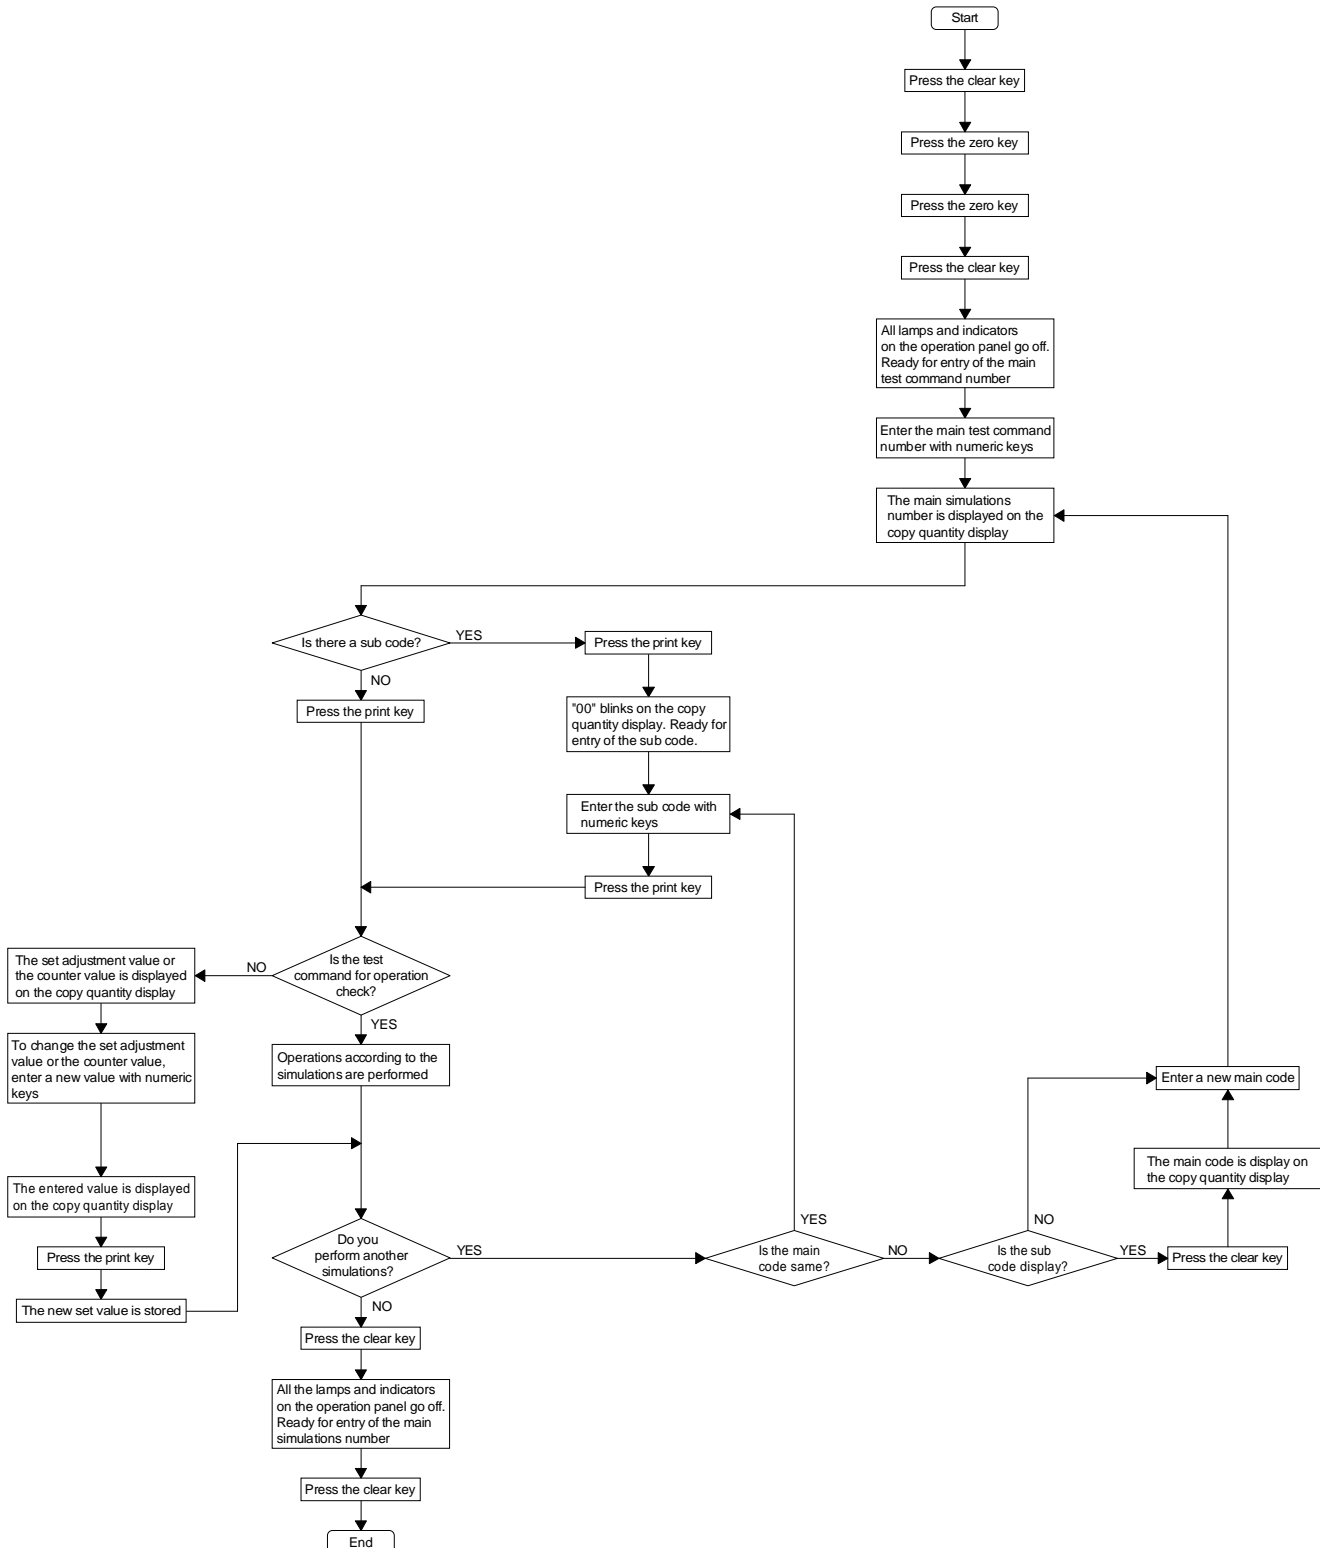 Start
Press the clear key
Press the zero key
Press the zero key
Press the clear key
All lamps and indicators
on the operation panel go off.
Ready for entry of the main
test command number
Enter the main test command
number with numeric keys
The main simulations
number is displayed on the
copy quantity display
Is there a sub code?
YES
Press the print key
NO
Press the print key
"00" blinks on the copy
quantity display. Ready for
entry of the sub code.
Enter the sub code with
numeric keys
Press the print key
Is the test
command for operation
check?
NO
The set adjustment value or
the counter value is displayed
on the copy quantity display
YES
To change the set adjustment
value or the counter value,
enter a new value with numeric
keys
Operations according to the
simulations are performed
Enter a new main code
The main code is display on
the copy quantity display
The entered value is displayed
on the copy quantity display
Press the print key
The new set value is stored
Do you
perform another
simulations?
YES
YES
Is the main
code same?
NO
NO
Is the sub
code display?
YES
Press the clear key
NO
Press the clear key
All the lamps and indicators
on the operation panel go off.
Ready for entry of the main
simulations number
Press the clear key
End